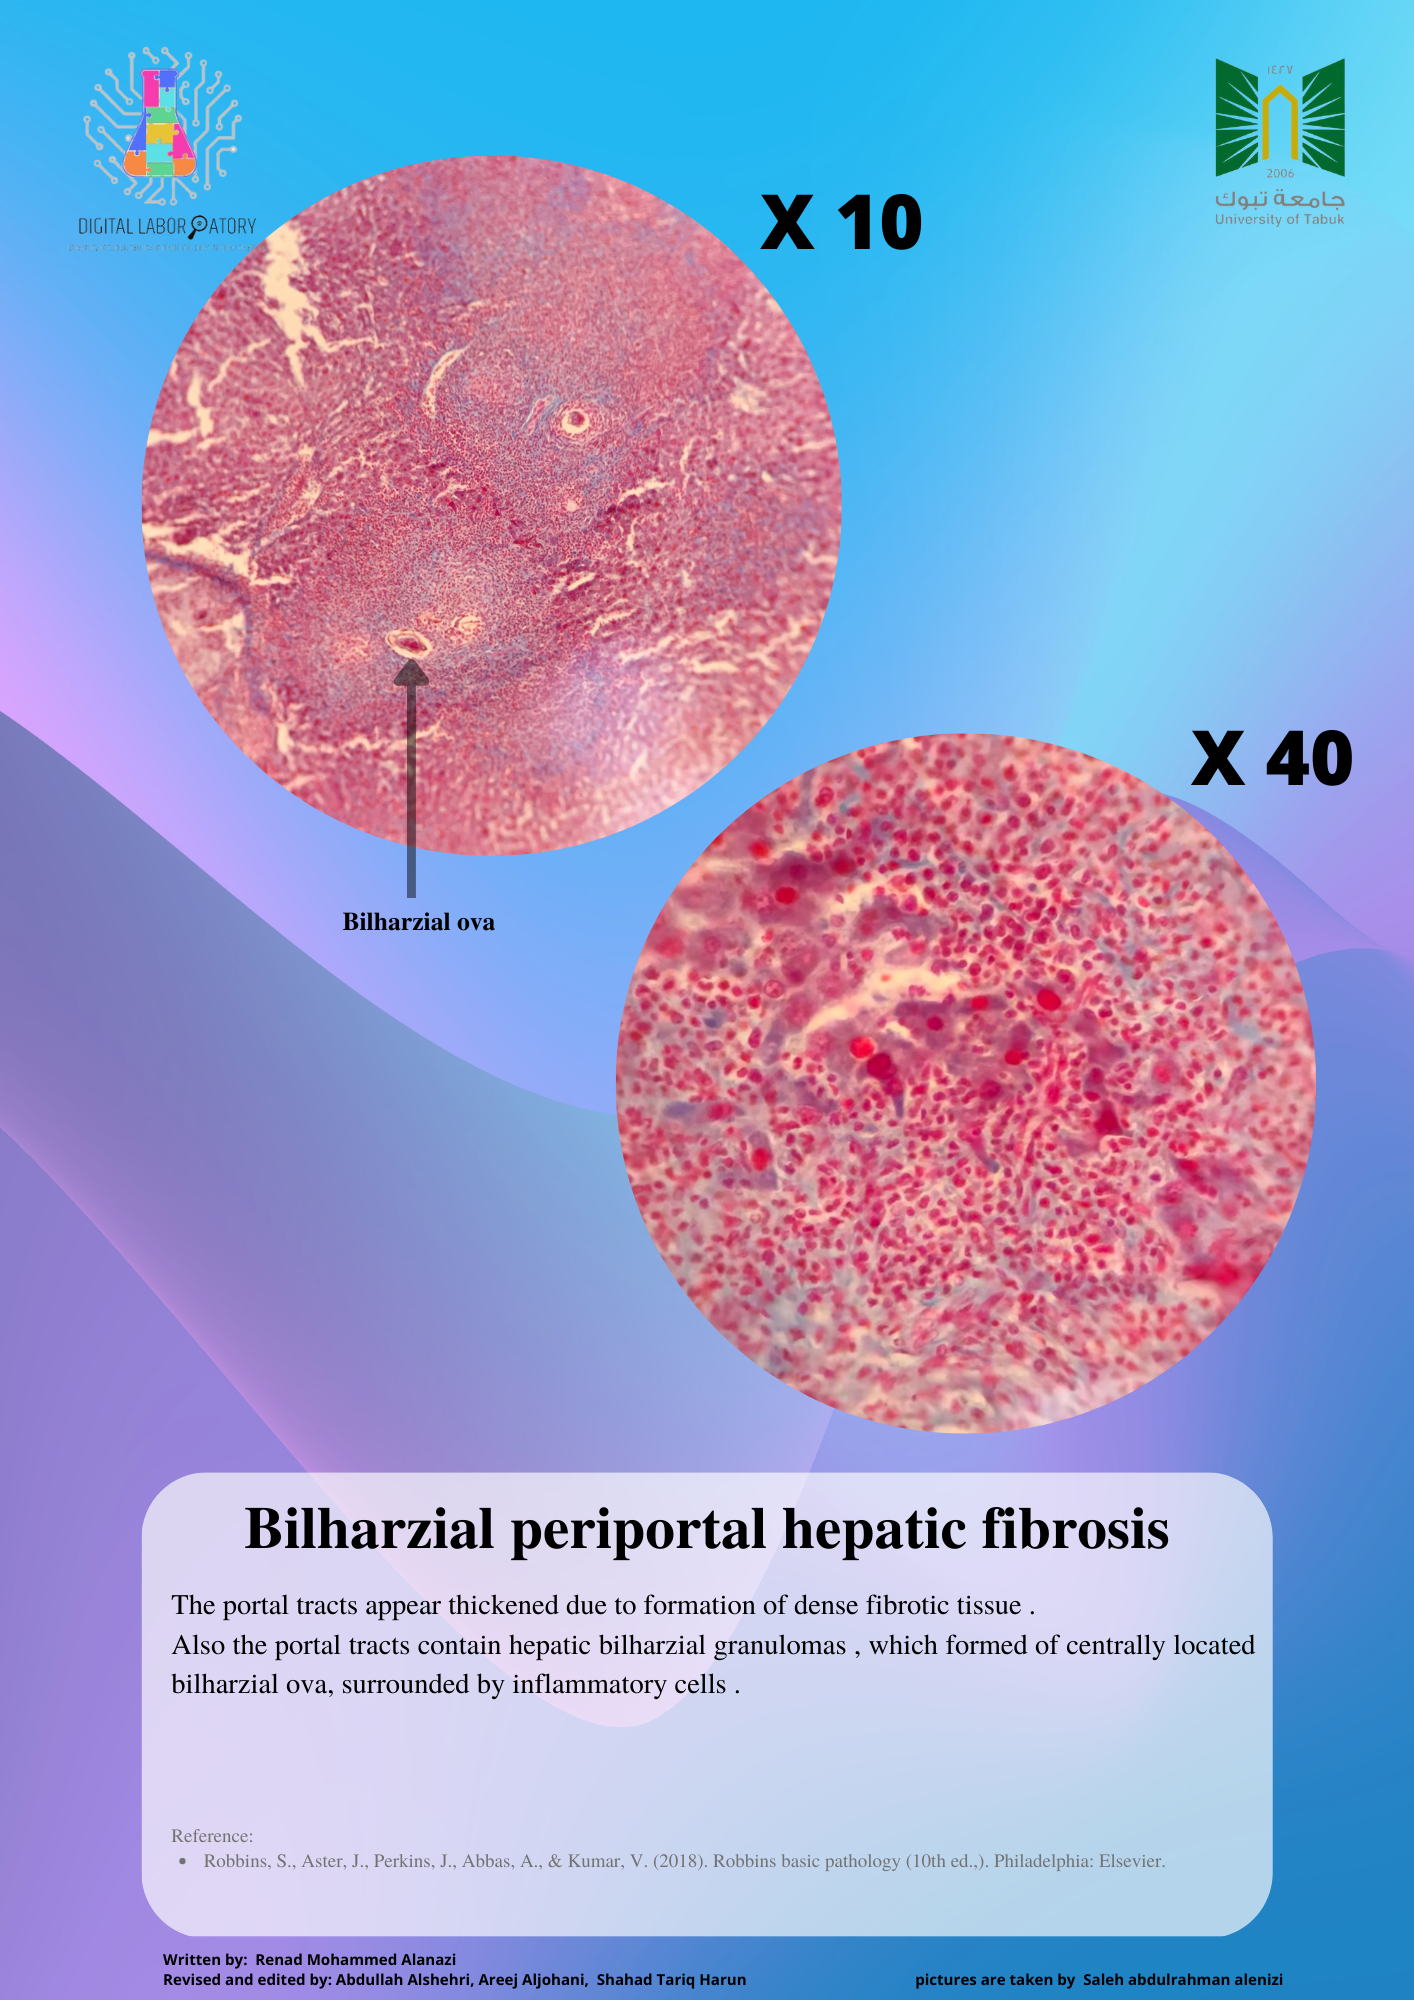 DIGITAL LABOR ATORY
١٤٢٧
2006
جامعة تبوك
University of Tabuk
X 10
X 40
Bilharzial ova
Bilharzial periportal hepatic fibrosis
The portal tracts appear thickened due to formation of dense fibrotic tissue .
Also the portal tracts contain hepatic bilharzial granulomas , which formed of centrally located
bilharzial ova, surrounded by inflammatory cells .
Reference:
• Robbins, S., Aster, J., Perkins, J., Abbas, A., & Kumar, V. (2018). Robbins basic pathology (10th ed.,). Philadelphia: Elsevier.
Written by: Renad Mohammed Alanazi
Revised and edited by: Abdullah Alshehri, Areej Aljohani, Shahad Tariq Harun
pictures are taken by Saleh abdulrahman alenizi